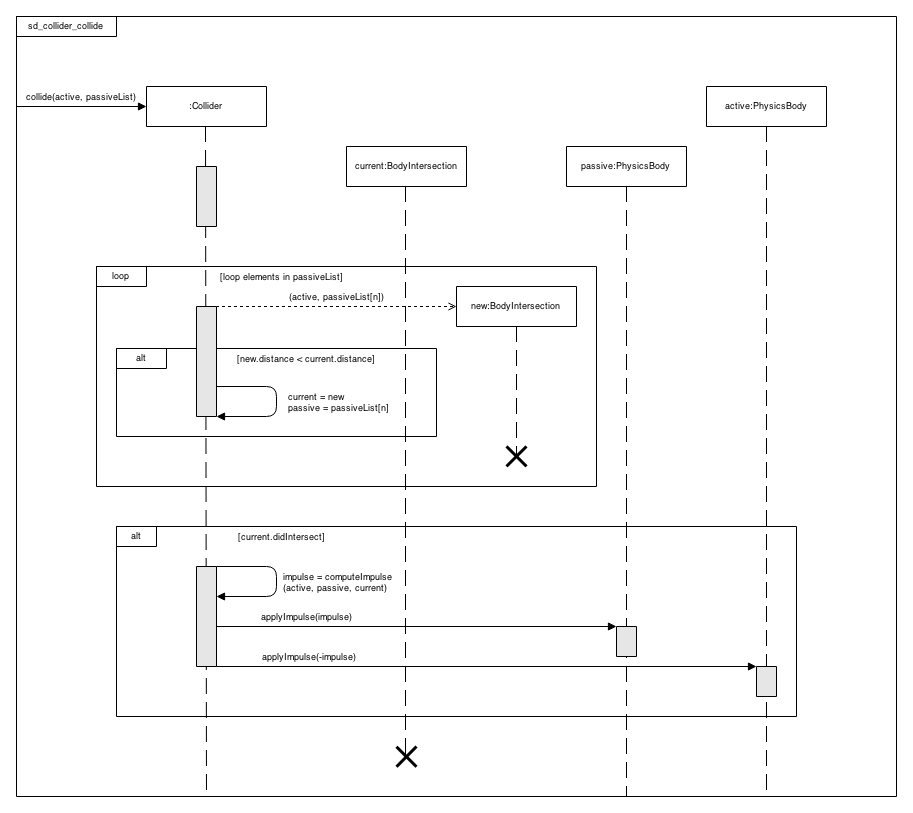 sd_collider_collide
collide(active, passiveList)
:Collider
active:PhysicsBody
current:BodyIntersection
passive:PhysicsBody
loop
[loop elements in passiveList]
(active, passiveList[n])
new:BodyIntersection
alt
[new.distance < current.distance]
current = new
passive = passiveList[n]
alt
[current.didIntersect]
impulse = computeImpulse
(active, passive, current)
applyImpulse(impulse)
applyImpulse(-impulse)